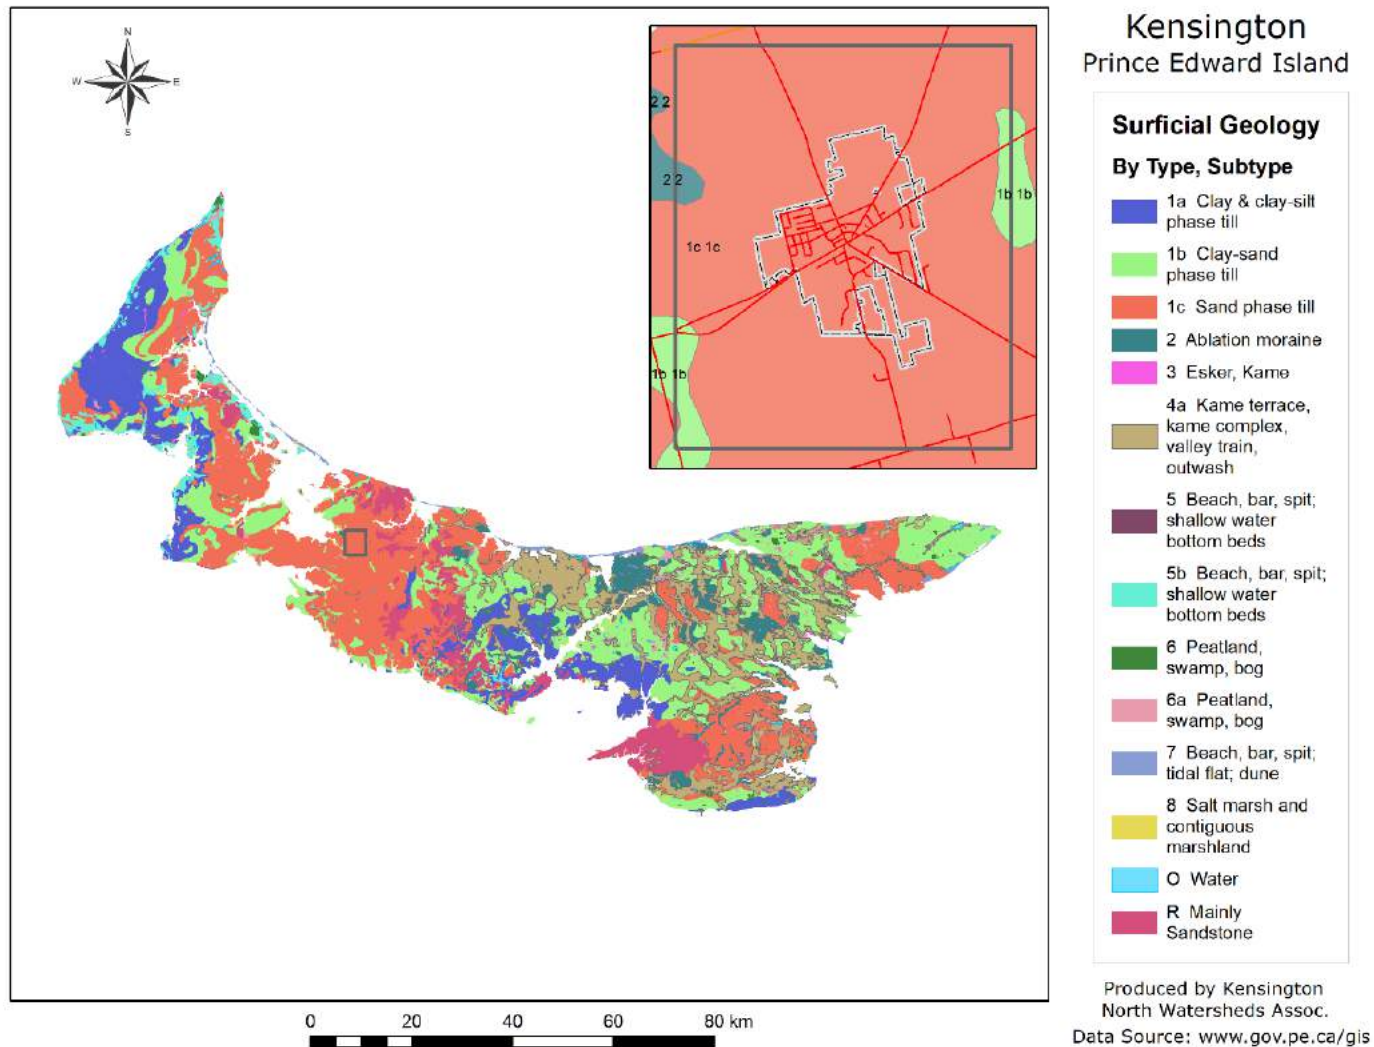 Kensington
Prince Edward Island
N
W
E
S
2 2
2 2
1b 1b
1c 1c
1b 1b
Surficial Geology
By Type, Subtype
1a Clay & clay-silt
phase till
1b Clay-sand
phase till
1c Sand phase till
2 Ablation moraine
3 Esker, Kame
4a Kame terrace,
kame complex,
valley train,
outwash
5 Beach, bar, spit;
shallow water
bottom beds
5b Beach, bar, spit;
shallow water
bottom beds
6 Peatland,
swamp, bog
6a Peatland,
swamp, bog
7 Beach, bar, spit;
tidal flat; dune
8 Salt marsh and
contiguous
marshland
O Water
R Mainly
Sandstone
Produced by Kensington
North Watersheds Assoc.
Data Source: www.gov.pe.ca/gis
0 20 40 60 80 km